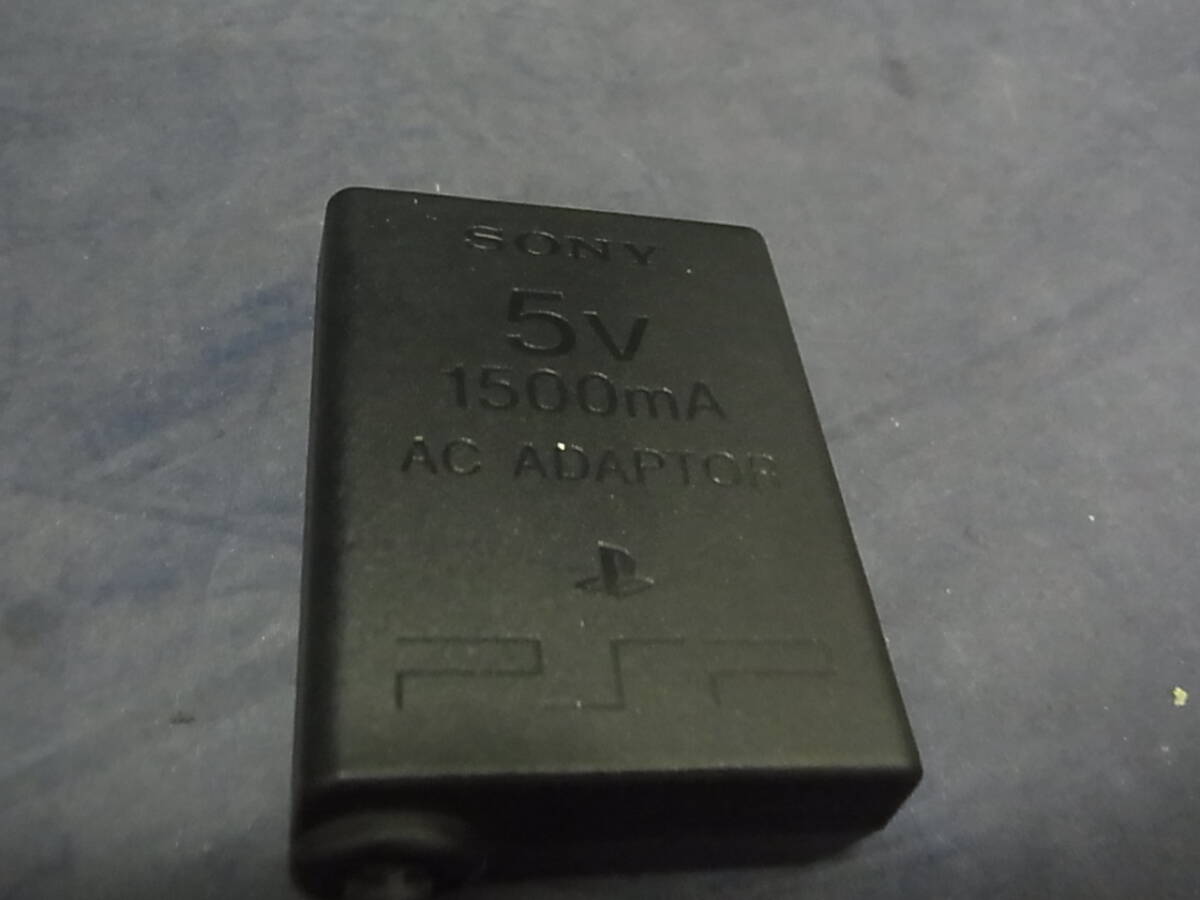 SONY
5V
1500mA
AC ADAPTOR
PSP